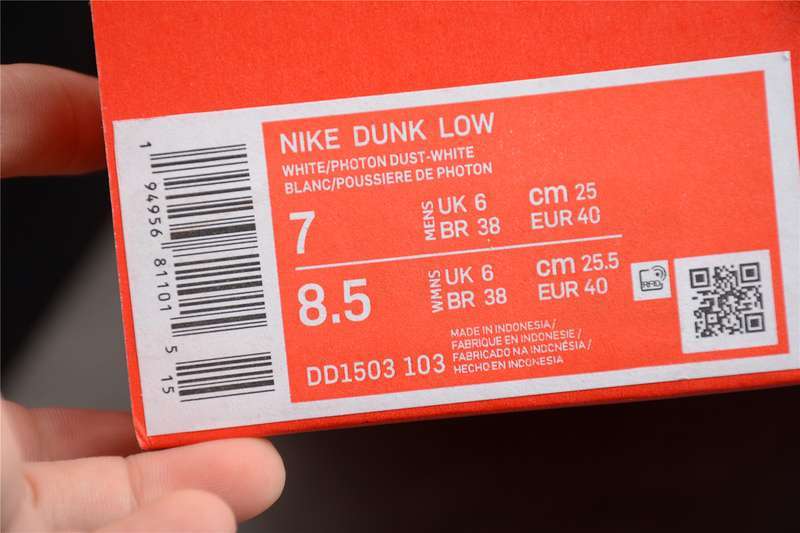 NIKE DUNK LOW
WHITE/PHOTON DUST-WHITE
BLANC/POUSSIERE DE PHOTON
7 MENS UK 6 cm 25
BR 38 EUR 40
8.5 WMNS UK 6 cm 25.5
BR 38 EUR 40
RFID
DD1503 103
MADE IN INDONESIA/
FABRIQUE EN INDONESIE/
FABRICADO NA INDONÉSIA/
HECHO EN INDONESIA
1 94956 81101 5 15